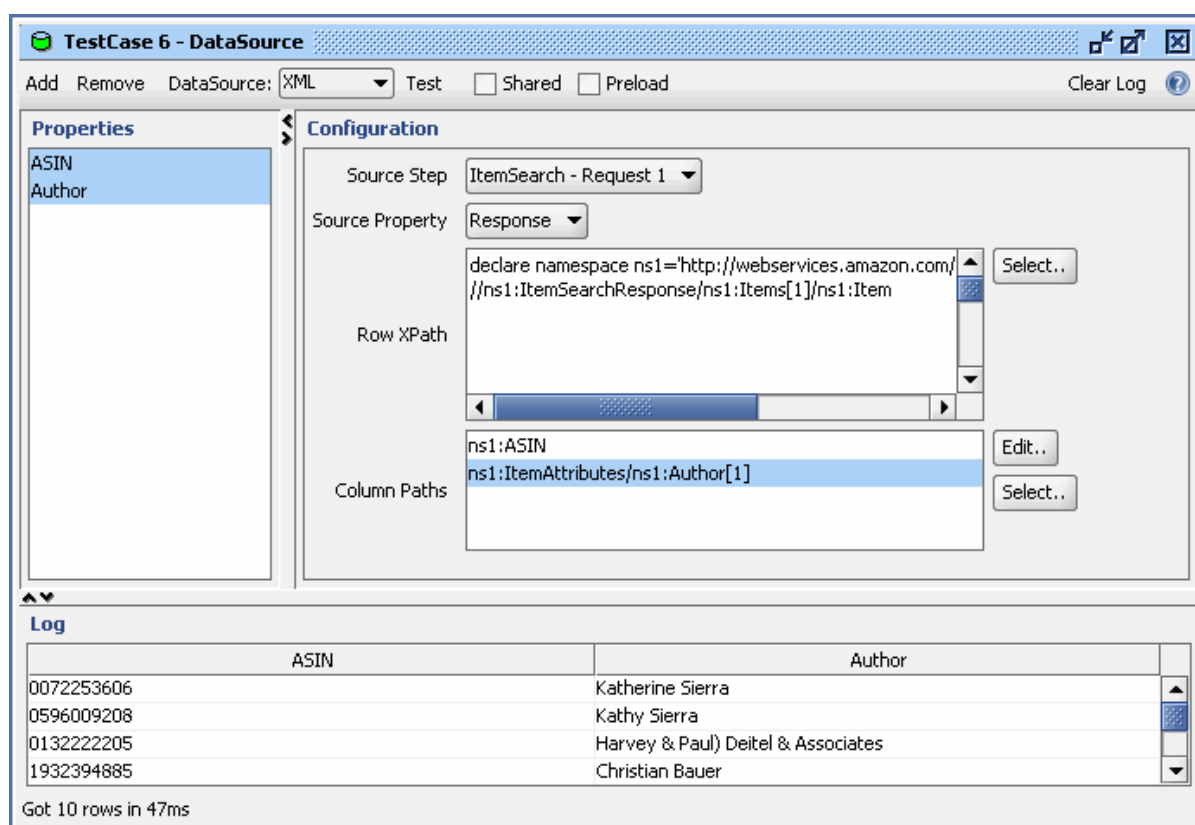 TestCase 6 - DataSource
Add Remove DataSource: XML Test Shared Preload Clear Log
Properties
Configuration
ASIN
Author
Source Step ItemSearch - Request 1
Source Property Response
Row XPath
declare namespace ns1='http://webservices.amazon.com/
//ns1:ItemSearchResponse/ns1:Items[1]/ns1:Item
Select..
Column Paths
ns1:ASIN
ns1:ItemAttributes/ns1:Author[1]
Edit..
Select..
Log
ASIN Author
0072253606 Katherine Sierra
0596009208 Kathy Sierra
0132222205 Harvey & Paul) Deitel & Associates
1932394885 Christian Bauer
Got 10 rows in 47ms